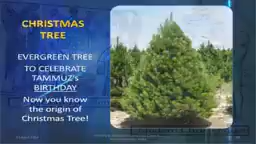 CHRISTMAS
TREE
EVERGREEN TREE
TO CELEBRATE
TAMMUZ's
BIRTHDAY
Now you know
the origin of
Christmas Tree!